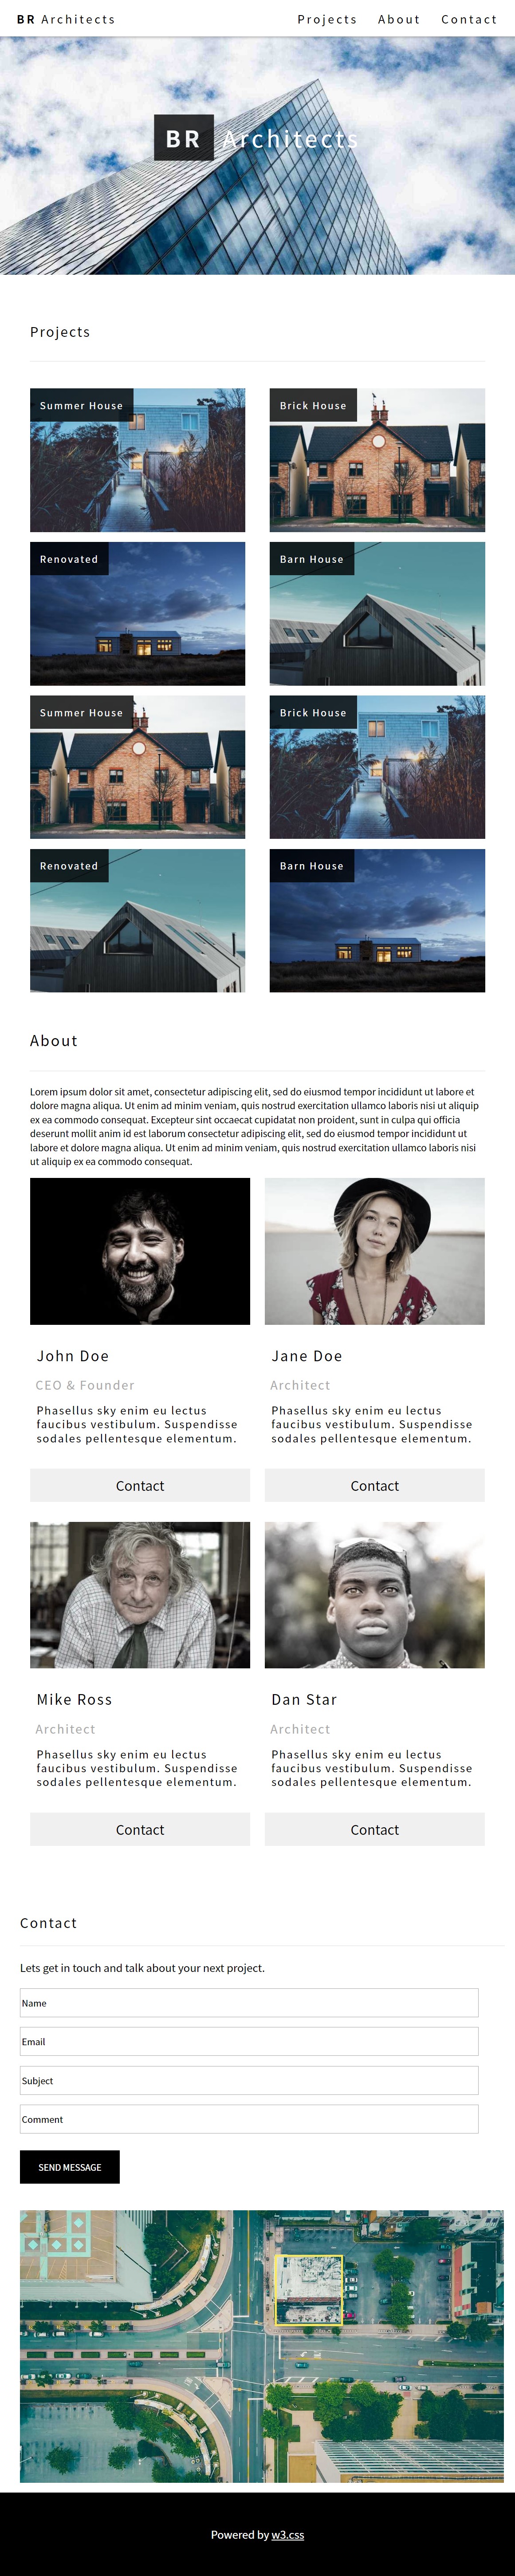 BR Architects
Projects About Contact
BR Architects
Projects
Summer House
Brick House
Renovated
Barn House
Summer House
Brick House
Renovated
Barn House
About
Lorem ipsum dolor sit amet, consectetur adipiscing elit, sed do eiusmod tempor incididunt ut labore et
dolore magna aliqua. Ut enim ad minim veniam, quis nostrud exercitation ullamco laboris nisi ut aliquip
ex ea commodo consequat. Excepteur sint occaecat cupidatat non proident, sunt in culpa qui officia
deserunt mollit anim id est laborum consectetur adipiscing elit, sed do eiusmod tempor incididunt ut
labore et dolore magna aliqua. Ut enim ad minim veniam, quis nostrud exercitation ullamco laboris nisi
ut aliquip ex ea commodo consequat.
John Doe
CEO & Founder
Phasellus sky enim eu lectus
faucibus vestibulum. Suspendisse
sodales pellentesque elementum.
Contact
Jane Doe
Architect
Phasellus sky enim eu lectus
faucibus vestibulum. Suspendisse
sodales pellentesque elementum.
Contact
Mike Ross
Architect
Phasellus sky enim eu lectus
faucibus vestibulum. Suspendisse
sodales pellentesque elementum.
Contact
Dan Star
Architect
Phasellus sky enim eu lectus
faucibus vestibulum. Suspendisse
sodales pellentesque elementum.
Contact
Contact
Lets get in touch and talk about your next project.
Name
Email
Subject
Comment
SEND MESSAGE
Powered by w3.css